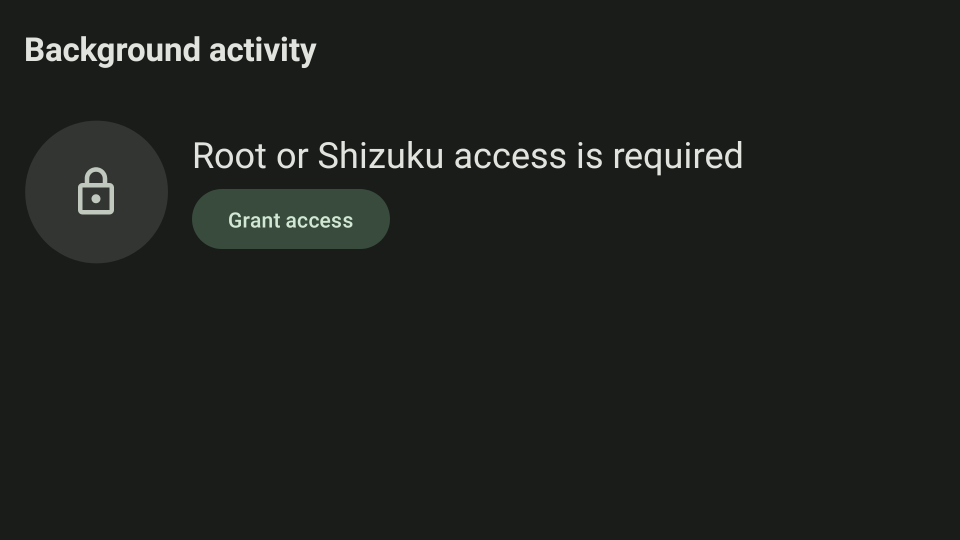 Background activity
Root or Shizuku access is required
Grant access